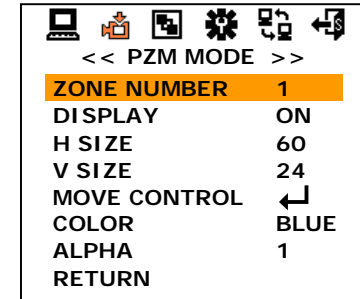 << PZM MODE >>
ZONE NUMBER 1
DISPLAY ON
H SIZE 60
V SIZE 24
MOVE CONTROL ↵
COLOR BLUE
ALPHA 1
RETURN